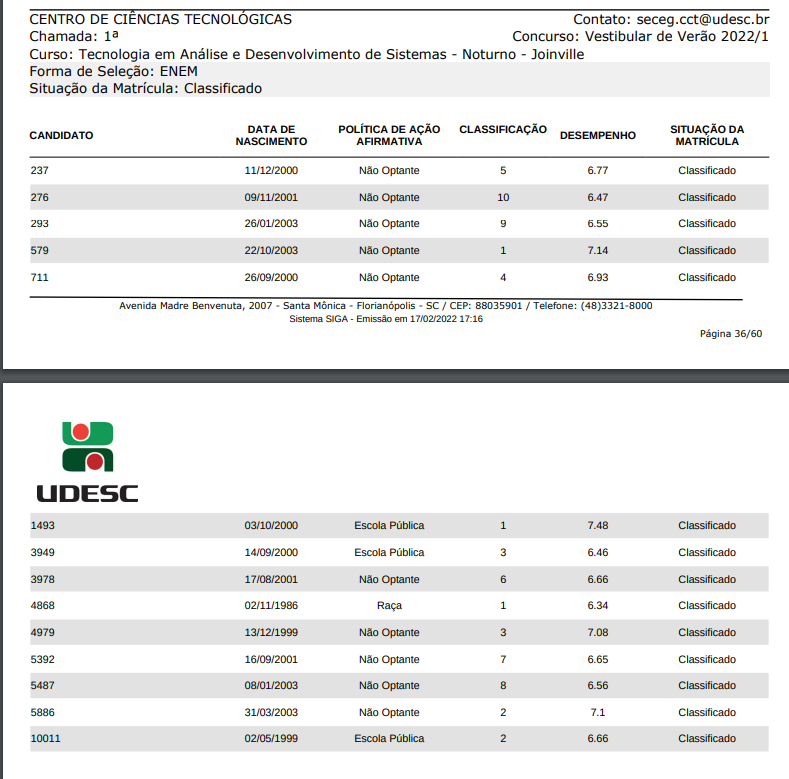 CENTRO DE CIÊNCIAS TECNOLÓGICAS Contato: seceg.cct@udesc.br
Chamada: 1ª Concurso: Vestibular de Verão 2022/1
Curso: Tecnologia em Análise e Desenvolvimento de Sistemas - Noturno - Joinville
Forma de Seleção: ENEM
Situação da Matrícula: Classificado
CANDIDATO DATA DE NASCIMENTO POLÍTICA DE AÇÃO AFIRMATIVA CLASSIFICAÇÃO DESEMPENHO SITUAÇÃO DA MATRÍCULA
237 11/12/2000 Não Optante 5 6.77 Classificado
276 09/11/2001 Não Optante 10 6.47 Classificado
293 26/01/2003 Não Optante 9 6.55 Classificado
579 22/10/2003 Não Optante 1 7.14 Classificado
711 26/09/2000 Não Optante 4 6.93 Classificado
Avenida Madre Benvenuta, 2007 - Santa Mônica - Florianópolis - SC / CEP: 88035901 / Telefone: (48)3321-8000
Sistema SIGA - Emissão em 17/02/2022 17:16
Página 36/60
UDESC
1493 03/10/2000 Escola Pública 1 7.48 Classificado
3949 14/09/2000 Escola Pública 3 6.46 Classificado
3978 17/08/2001 Não Optante 6 6.66 Classificado
4868 02/11/1986 Raça 1 6.34 Classificado
4979 13/12/1999 Não Optante 3 7.08 Classificado
5392 16/09/2001 Não Optante 7 6.65 Classificado
5487 08/01/2003 Não Optante 8 6.56 Classificado
5886 31/03/2003 Não Optante 2 7.1 Classificado
10011 02/05/1999 Escola Pública 2 6.66 Classificado